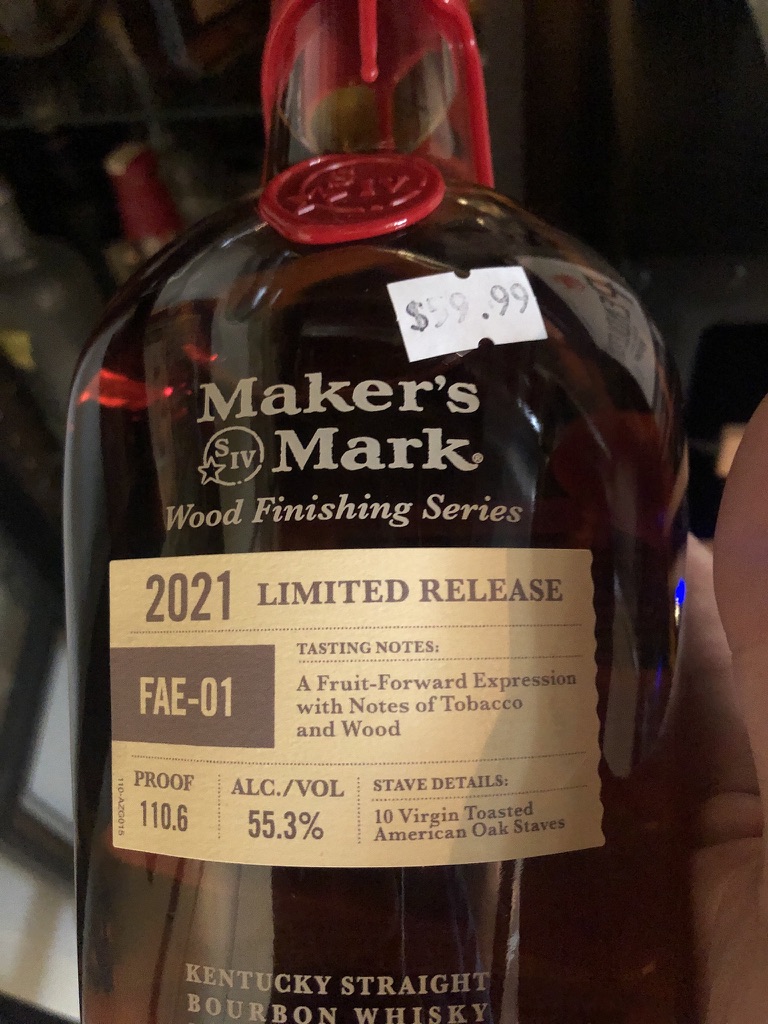 SIV
$59.99
Maker's
SIV Mark®
Wood Finishing Series
2021 LIMITED RELEASE
FAE-01
TASTING NOTES:
A Fruit-Forward Expression
with Notes of Tobacco
and Wood
PROOF
110.6
ALC./VOL
55.3%
STAVE DETAILS:
10 Virgin Toasted
American Oak Staves
KENTUCKY STRAIGHT
BOURBON WHISKY